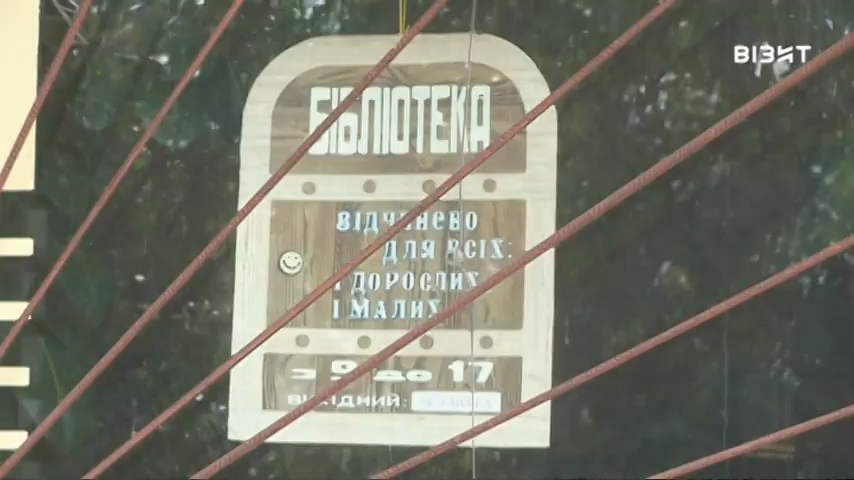 ВІЗИТ
БІБЛІОТЕКА
ВІДЧИНЕНО
ДЛЯ ВСІХ:
І ДОРОСЛИХ
І МАЛИХ
з 9 до 17
ВИХІДНИЙ: